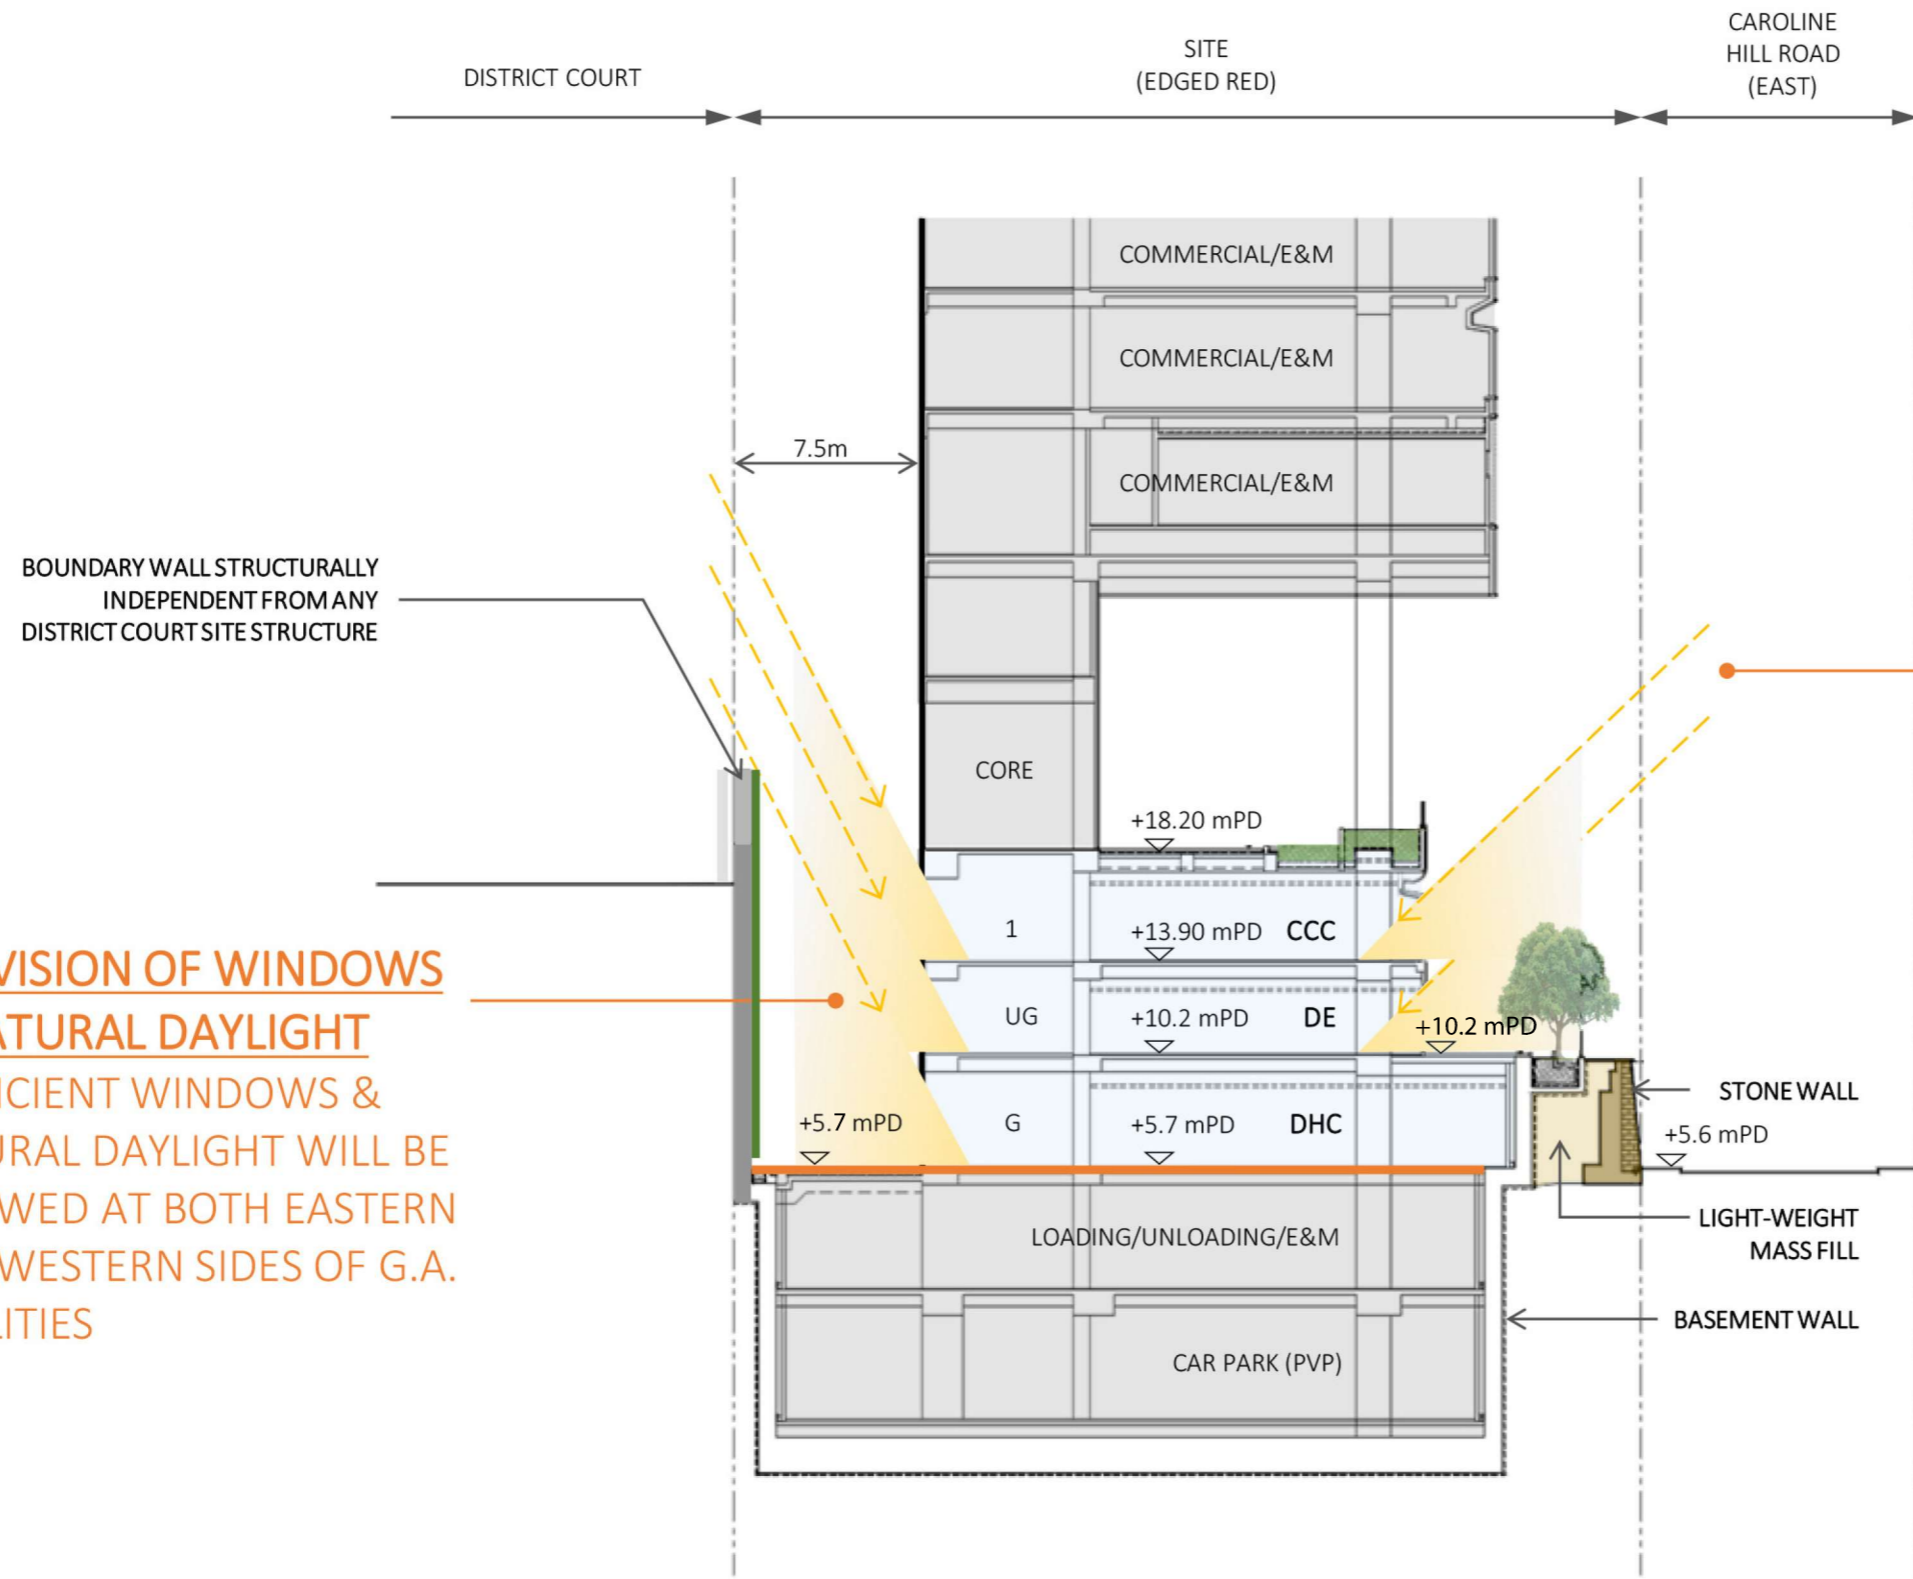 DISTRICT COURT
SITE
(EDGED RED)
CAROLINE
HILL ROAD
(EAST)
COMMERCIAL/E&M
COMMERCIAL/E&M
7.5m
COMMERCIAL/E&M
BOUNDARY WALL STRUCTURALLY
INDEPENDENT FROM ANY
DISTRICT COURT SITE STRUCTURE
CORE
+18.20 mPD
1
+13.90 mPD CCC
VISION OF WINDOWS
ATURAL DAYLIGHT
ICIENT WINDOWS &
URAL DAYLIGHT WILL BE
WED AT BOTH EASTERN
WESTERN SIDES OF G.A.
LITIES
UG
+10.2 mPD DE
+10.2 mPD
+5.7 mPD
G
+5.7 mPD DHC
STONE WALL
+5.6 mPD
LIGHT-WEIGHT
MASS FILL
LOADING/UNLOADING/E&M
BASEMENT WALL
CAR PARK (PVP)